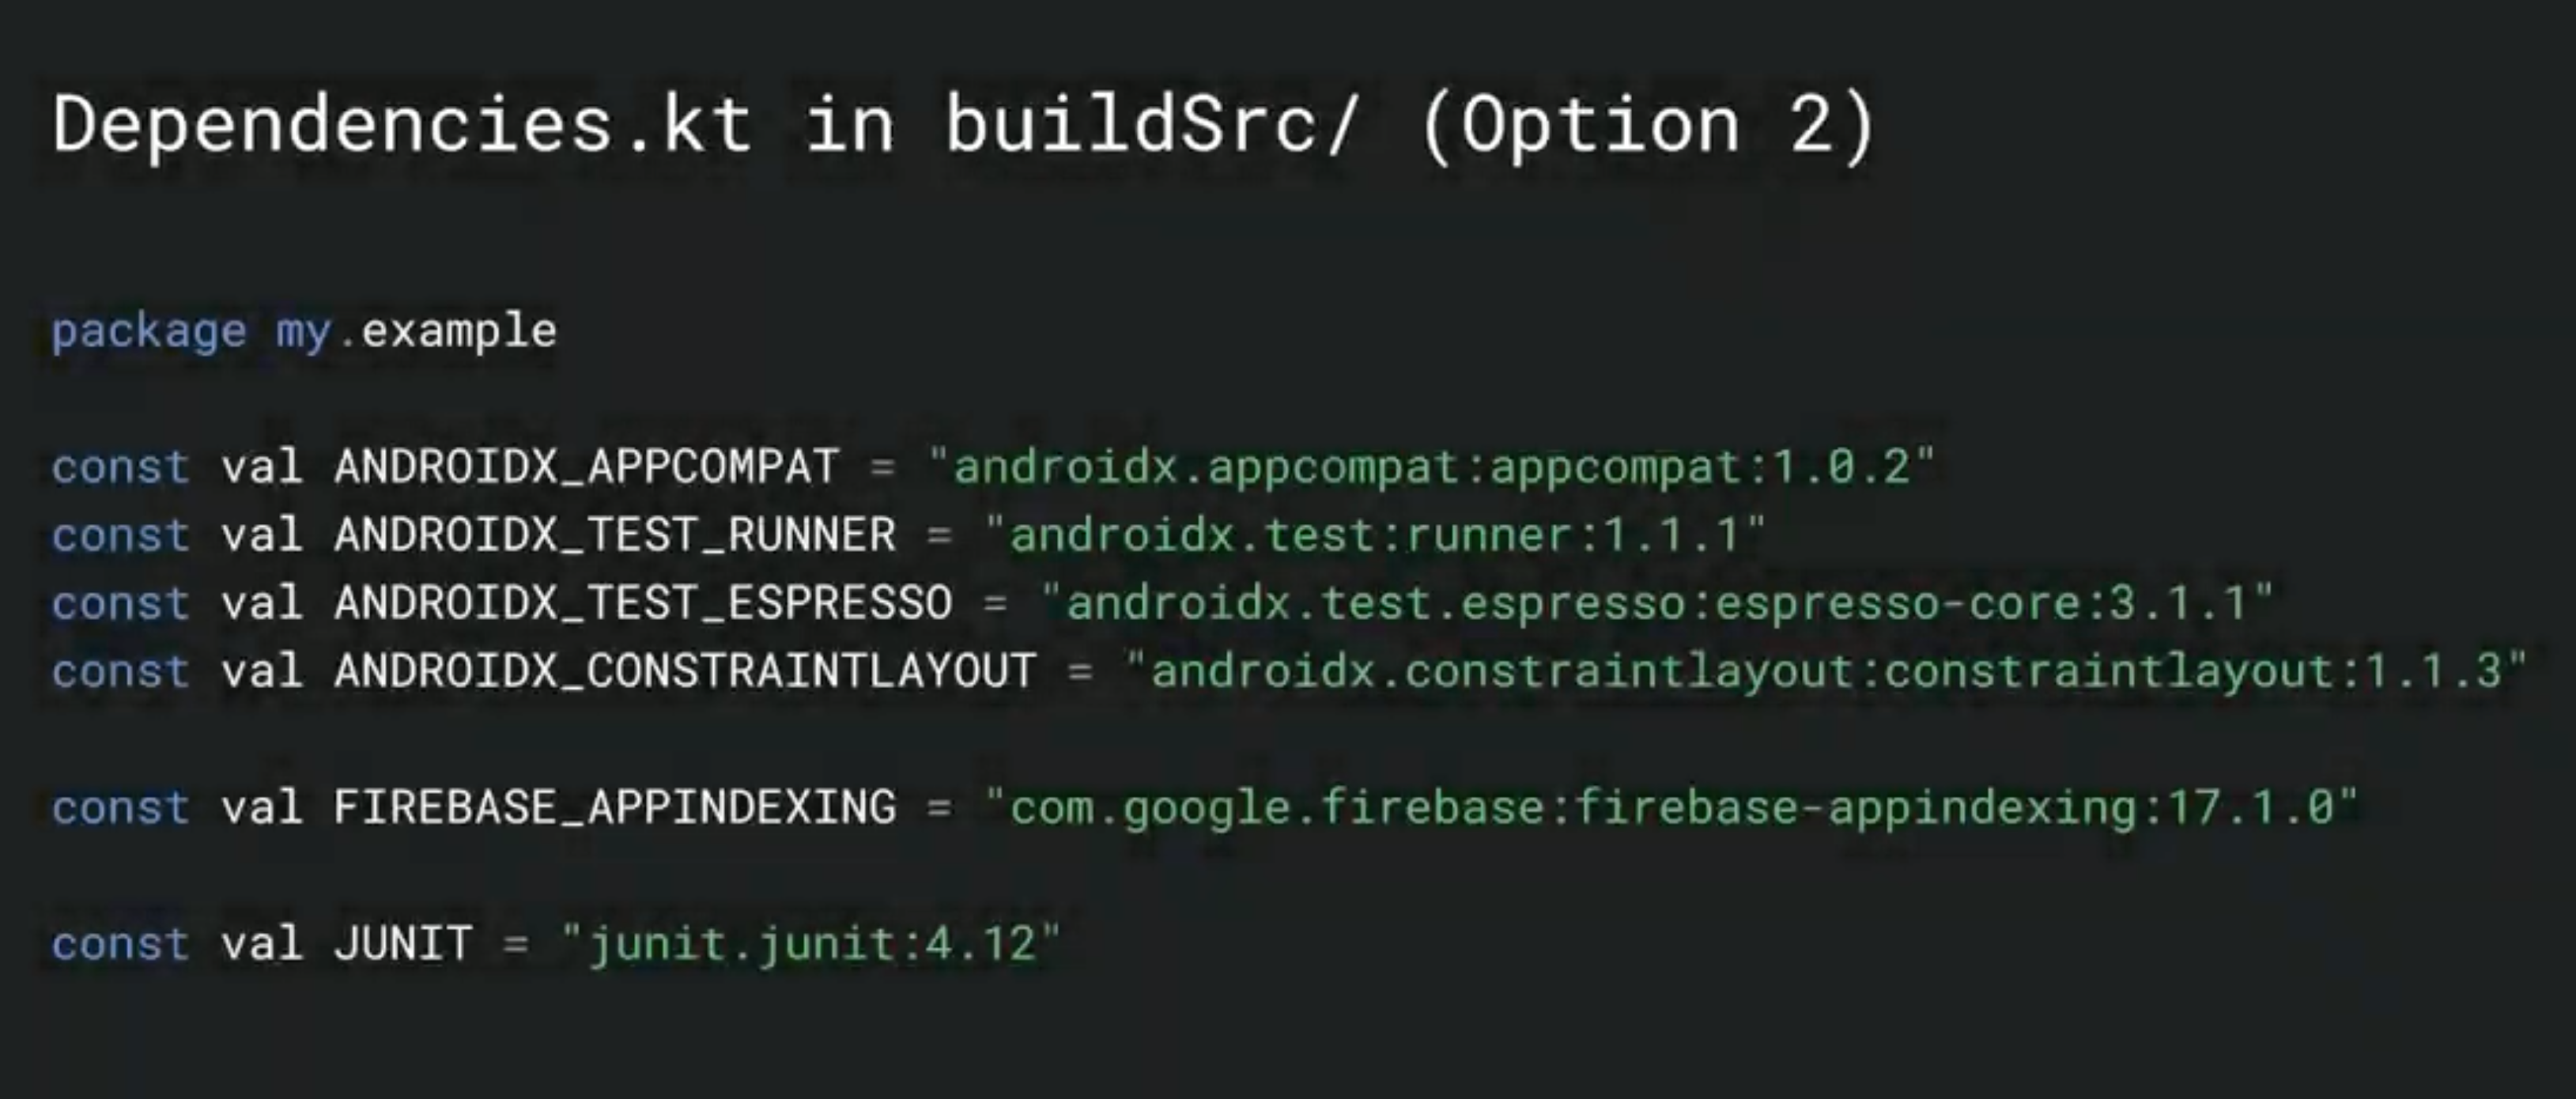 Dependencies.kt in buildSrc/ (Option 2)
package my.example
const val ANDROIDX_APPCOMPAT = "androidx.appcompat:appcompat:1.0.2"
const val ANDROIDX_TEST_RUNNER = "androidx.test:runner:1.1.1"
const val ANDROIDX_TEST_ESPRESSO = "androidx.test.espresso:espresso-core:3.1.1"
const val ANDROIDX_CONSTRAINTLAYOUT = "androidx.constraintlayout:constraintlayout:1.1.3"
const val FIREBASE_APPINDEXING = "com.google.firebase:firebase-appindexing:17.1.0"
const val JUNIT = "junit.junit:4.12"